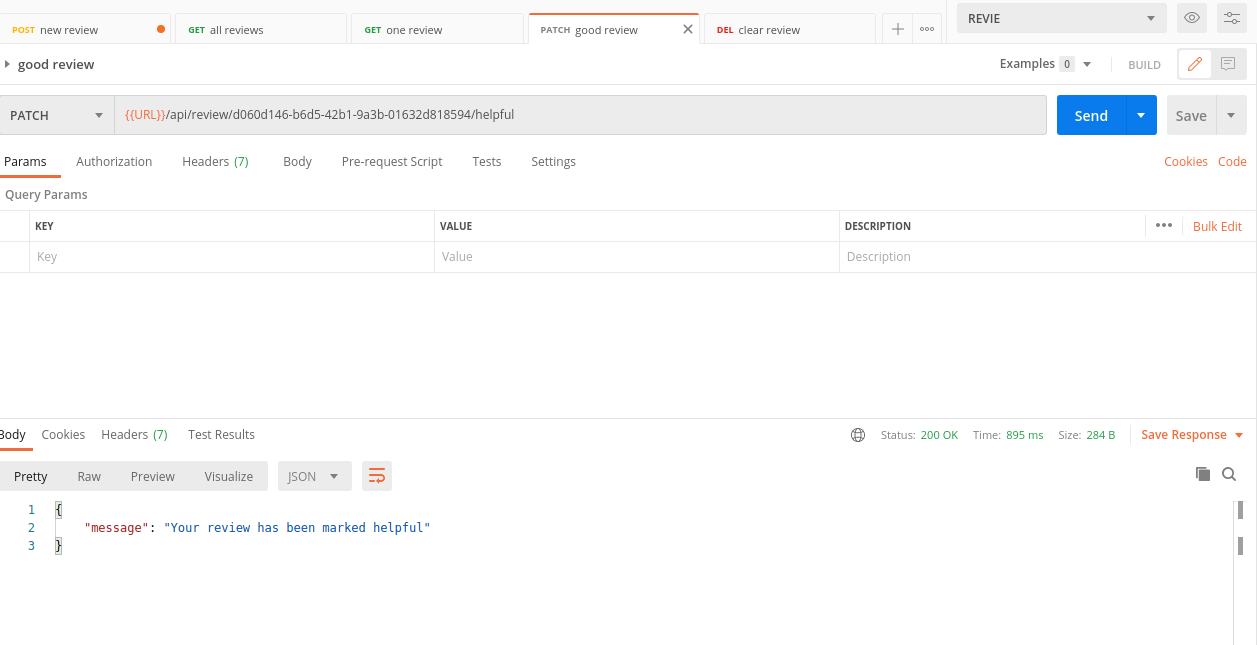 POST new review GET all reviews GET one review PATCH good review DEL clear review REVIE
good review Examples 0 BUILD
PATCH {{URL}}/api/review/d060d146-b6d5-42b1-9a3b-01632d818594/helpful Send Save
Params Authorization Headers (7) Body Pre-request Script Tests Settings Cookies Code
Query Params
KEY VALUE DESCRIPTION Bulk Edit
Key Value Description
Body Cookies Headers (7) Test Results Status: 200 OK Time: 895 ms Size: 284 B Save Response
Pretty Raw Preview Visualize JSON
1 {
2 "message": "Your review has been marked helpful"
3 }